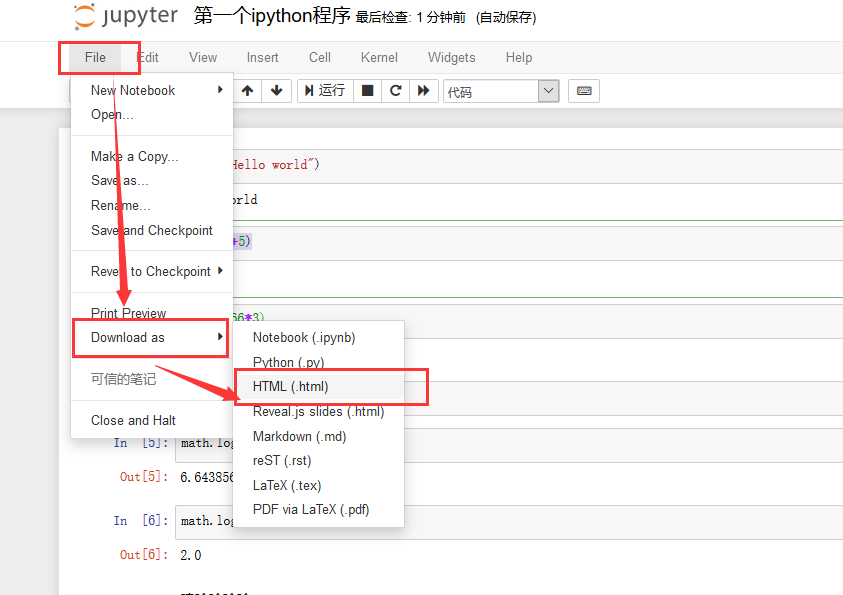 jupyter 第一个ipython程序 最后检查: 1 分钟前 (自动保存)
File Edit View Insert Cell Kernel Widgets Help
运行 代码
New Notebook
Open...
Make a Copy...
Save as...
Rename...
Save and Checkpoint
Revert to Checkpoint
Print Preview
Download as
可信的笔记
Close and Halt
Notebook (.ipynb)
Python (.py)
HTML (.html)
Reveal.js slides (.html)
Markdown (.md)
reST (.rst)
LaTeX (.tex)
PDF via LaTeX (.pdf)
Hello world")
orld
+5)
66*3)
In [5]: math.log
Out[5]: 6.643856
In [6]: math.log
Out[6]: 2.0